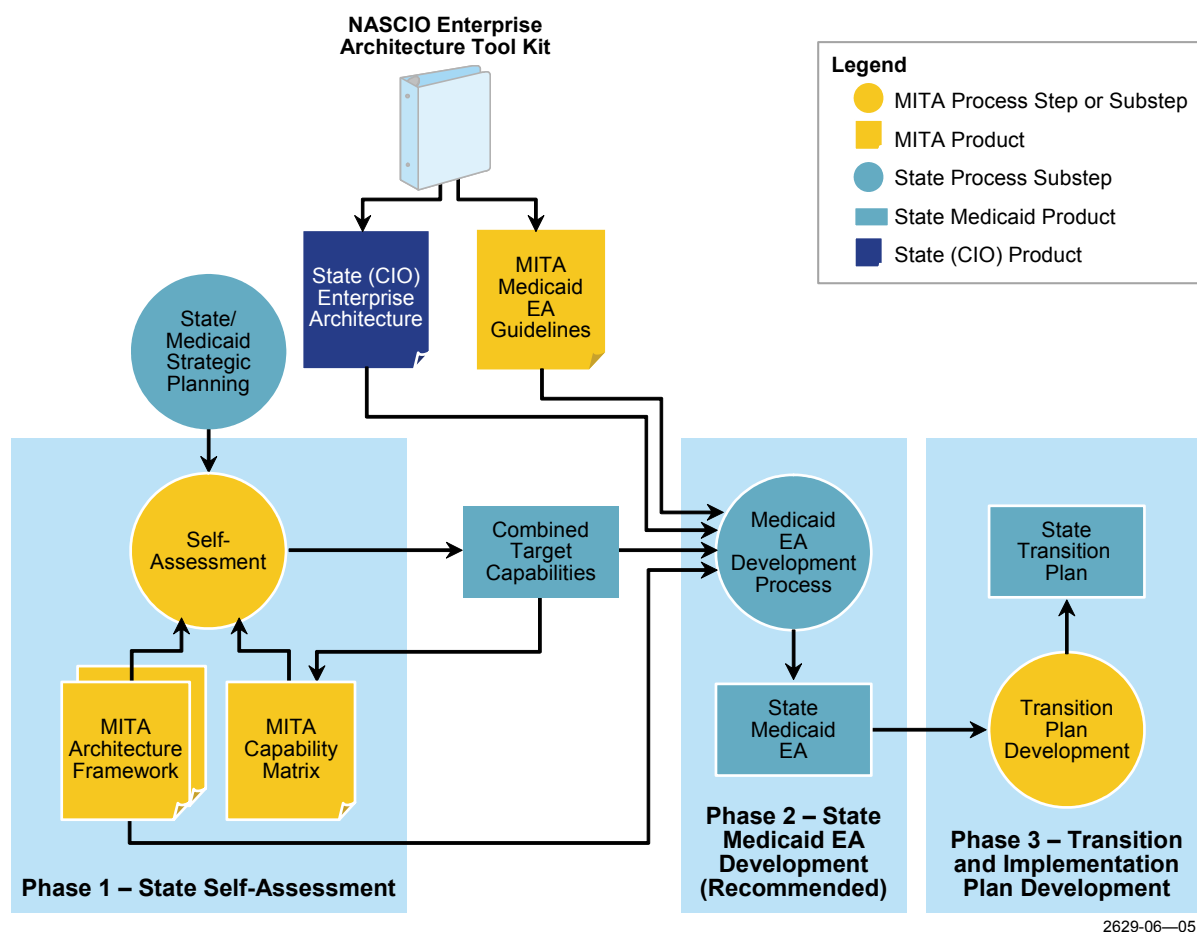 NASCIO Enterprise
Architecture Tool Kit
Legend
MITA Process Step or Substep
MITA Product
State Process Substep
State Medicaid Product
State (CIO) Product
State (CIO)
Enterprise
Architecture
MITA
Medicaid
EA
Guidelines
State/
Medicaid
Strategic
Planning
Self-
Assessment
Combined
Target
Capabilities
Medicaid
EA
Development
Process
State
Transition
Plan
MITA
Architecture
Framework
MITA
Capability
Matrix
State
Medicaid
EA
Transition
Plan
Development
Phase 1 – State Self-Assessment
Phase 2 – State
Medicaid EA
Development
(Recommended)
Phase 3 – Transition
and Implementation
Plan Development
2629-06—05